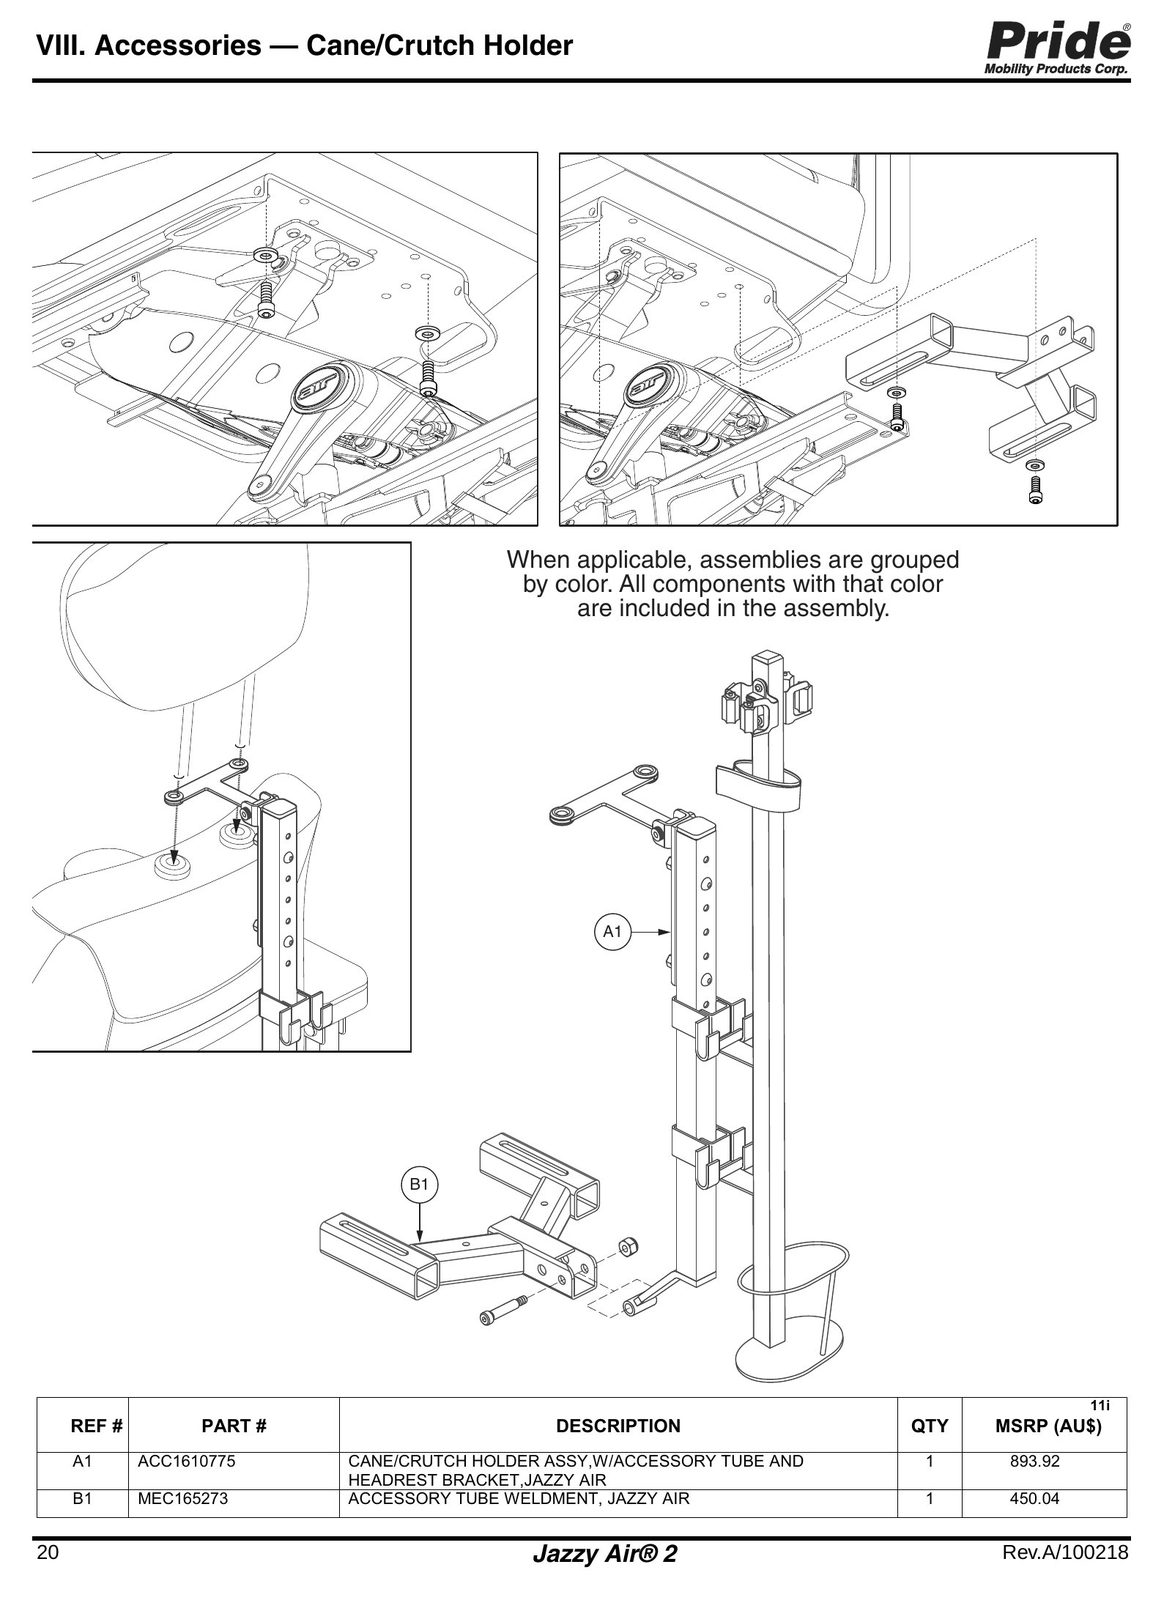 VIII. Accessories — Cane/Crutch Holder
Pride®
Mobility Products Corp.
air
air
When applicable, assemblies are grouped
by color. All components with that color
are included in the assembly.
A1
B1
11i
REF # PART # DESCRIPTION QTY MSRP (AU$)
A1 ACC1610775 CANE/CRUTCH HOLDER ASSY,W/ACCESSORY TUBE AND 1 893.92
HEADREST BRACKET,JAZZY AIR
B1 MEC165273 ACCESSORY TUBE WELDMENT, JAZZY AIR 1 450.04
20 Jazzy Air® 2 Rev.A/100218